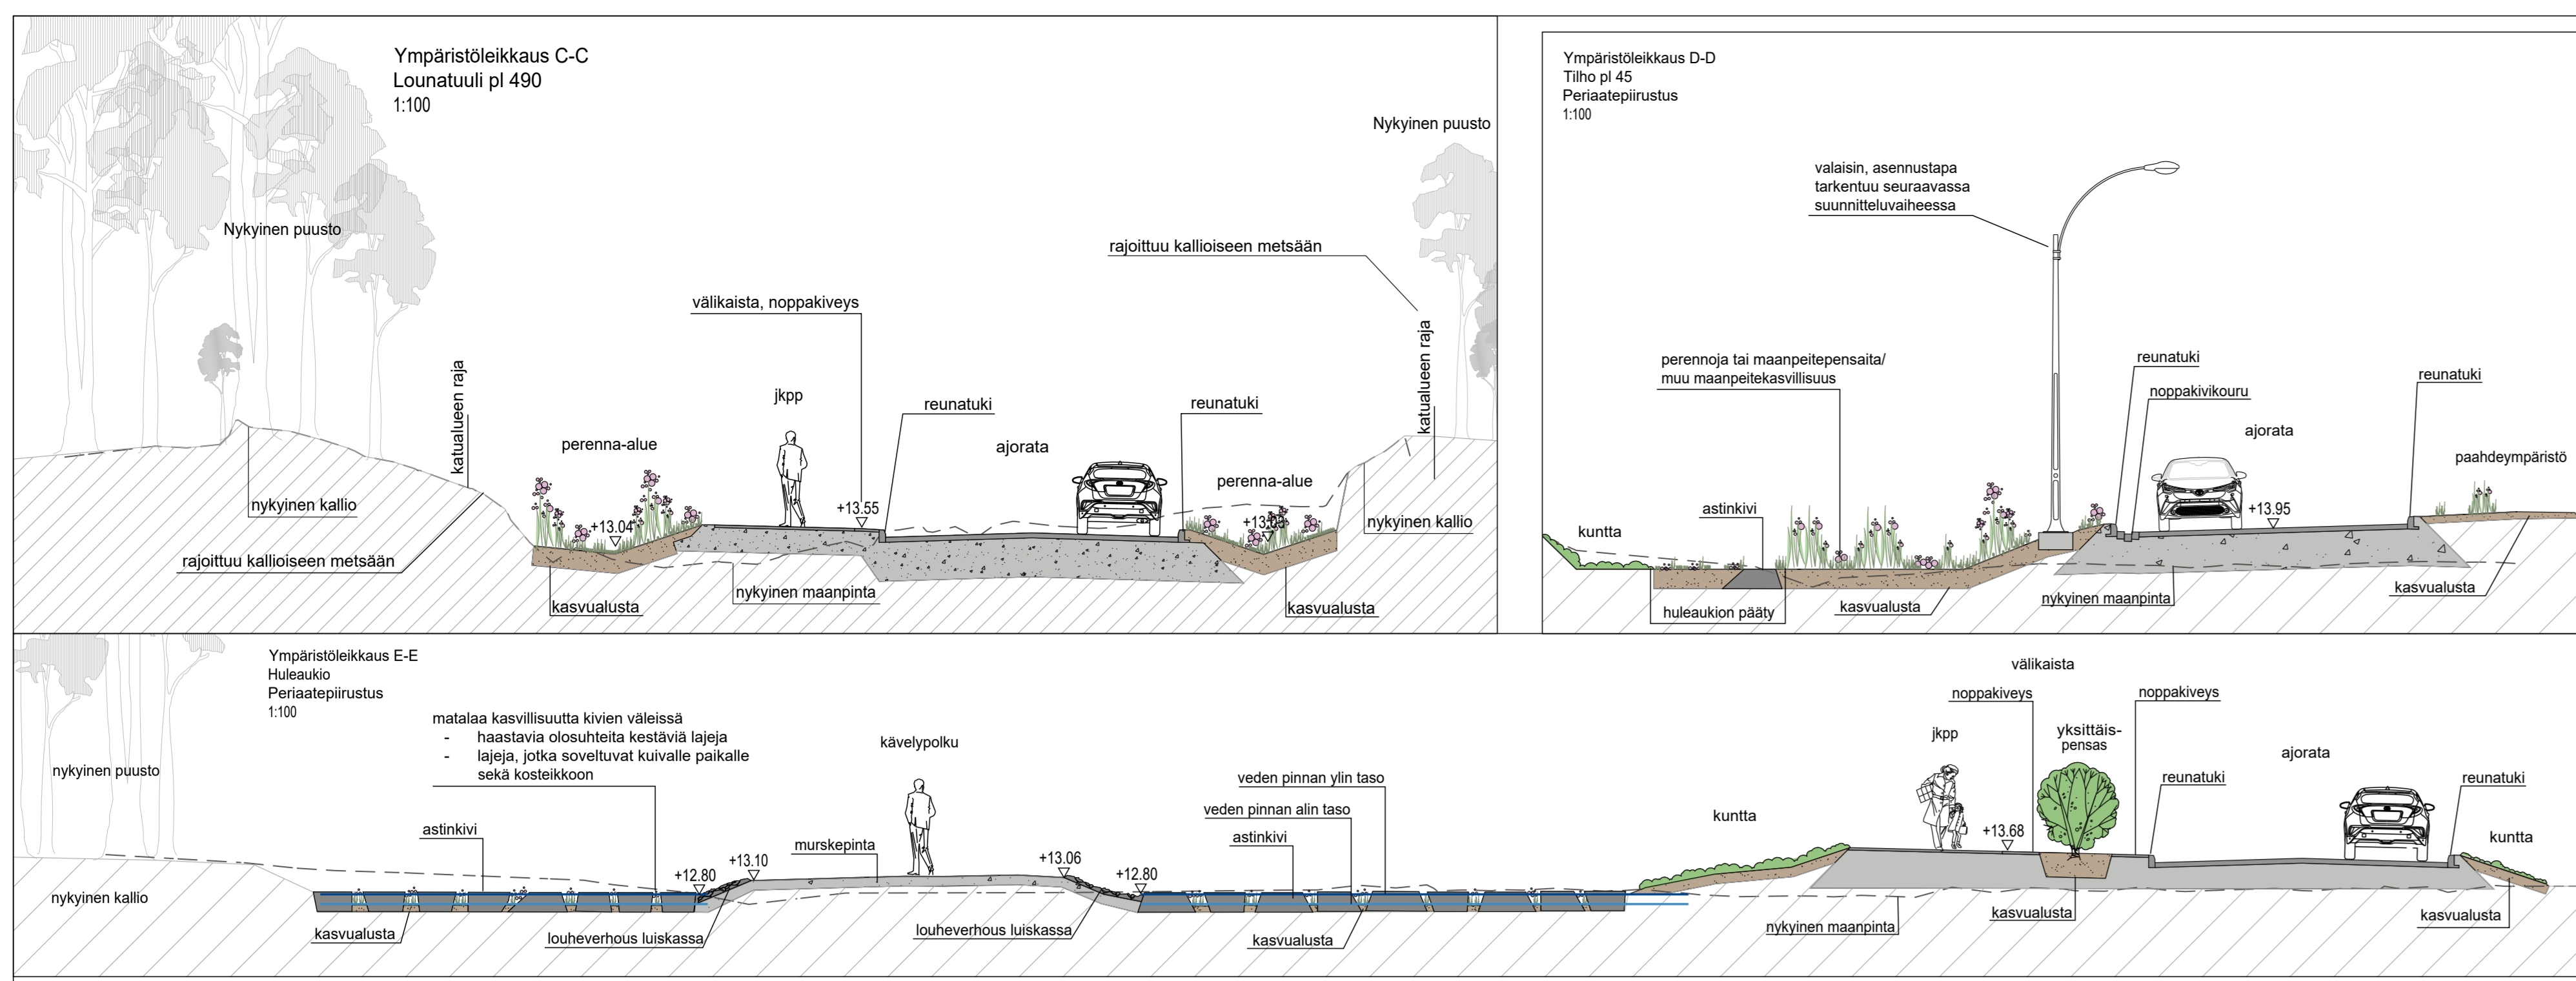 Ympäristöleikkaus C-C
Lounatuuli pl 490
1:100
Nykyinen puusto
Nykyinen puusto
rajoittuu kallioiseen metsään
välikaista, noppakiveys
katualueen raja
katualueen raja
jkpp
reunatuki
reunatuki
perenna-alue
ajorata
perenna-alue
nykyinen kallio
+13.04
+13.55
nykyinen kallio
rajoittuu kallioiseen metsään
nykyinen maanpinta
kasvualusta
kasvualusta
Ympäristöleikkaus D-D
Tilho pl 45
Periaatepiirustus
1:100
valaisin, asennustapa
tarkentuu seuraavassa
suunnitteluvaiheessa
perennoja tai maanpeitepensaita/
muu maanpeitekasvillisuus
reunatuki
reunatuki
noppakivikouru
ajorata
paahdeympäristö
astinkivi
+13.95
kuntta
kasvualusta
nykyinen maanpinta
huleaukion pääty
kasvualusta
Ympäristöleikkaus E-E
Huleaukio
Periaatepiirustus
1:100
matalaa kasvillisuutta kivien väleissä
- haastavia olosuhteita kestäviä lajeja
- lajeja, jotka soveltuvat kuivalle paikalle
sekä kosteikkoon
välikaista
noppakiveys
noppakiveys
jkpp
yksittäis-
pensas
kävelypolku
ajorata
nykyinen puusto
veden pinnan ylin taso
reunatuki
reunatuki
veden pinnan alin taso
kuntta
astinkivi
astinkivi
+13.68
kuntta
murskepinta
+13.10
+13.06
+12.80
+12.80
nykyinen kallio
kasvualusta
louheverhous luiskassa
louheverhous luiskassa
kasvualusta
nykyinen maanpinta
kasvualusta
kasvualusta